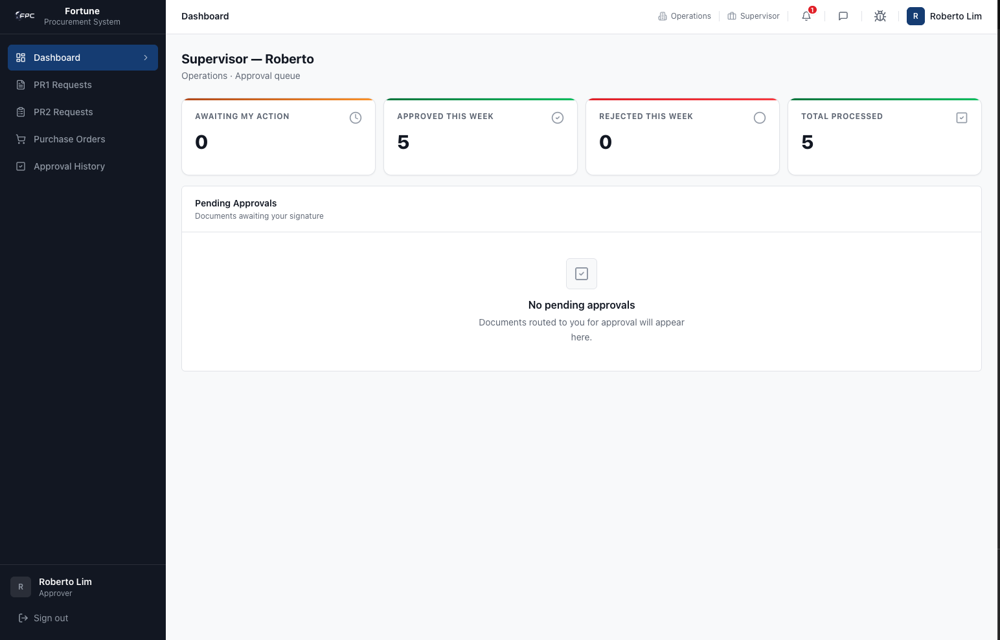 FPC
Fortune
Procurement System
Dashboard
PR1 Requests
PR2 Requests
Purchase Orders
Approval History
Roberto Lim
Approver
Sign out
Dashboard
Operations
Supervisor
1
R
Roberto Lim
Supervisor — Roberto
Operations · Approval queue
AWAITING MY ACTION
0
APPROVED THIS WEEK
5
REJECTED THIS WEEK
0
TOTAL PROCESSED
5
Pending Approvals
Documents awaiting your signature
No pending approvals
Documents routed to you for approval will appear
here.
R